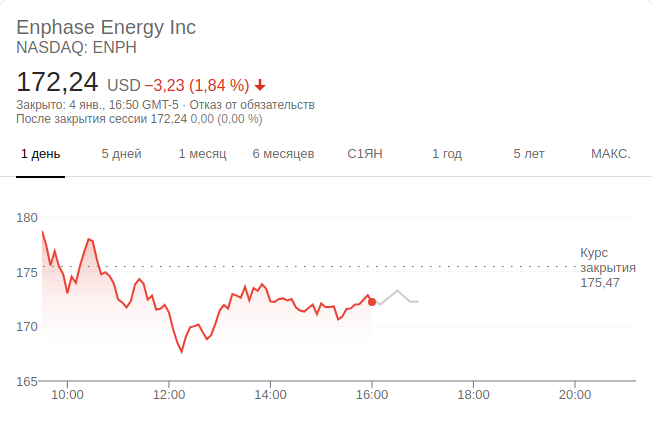 Enphase Energy Inc
NASDAQ: ENPH
172,24 USD −3,23 (1,84 %)
Закрыто: 4 янв., 16:50 GMT-5 · Отказ от обязательств
После закрытия сессии 172,24 0,00 (0,00 %)
1 день 5 дней 1 месяц 6 месяцев С1ЯН 1 год 5 лет МАКС.
180
175
170
165
Курс
закрытия
175,47
10:00 12:00 14:00 16:00 18:00 20:00